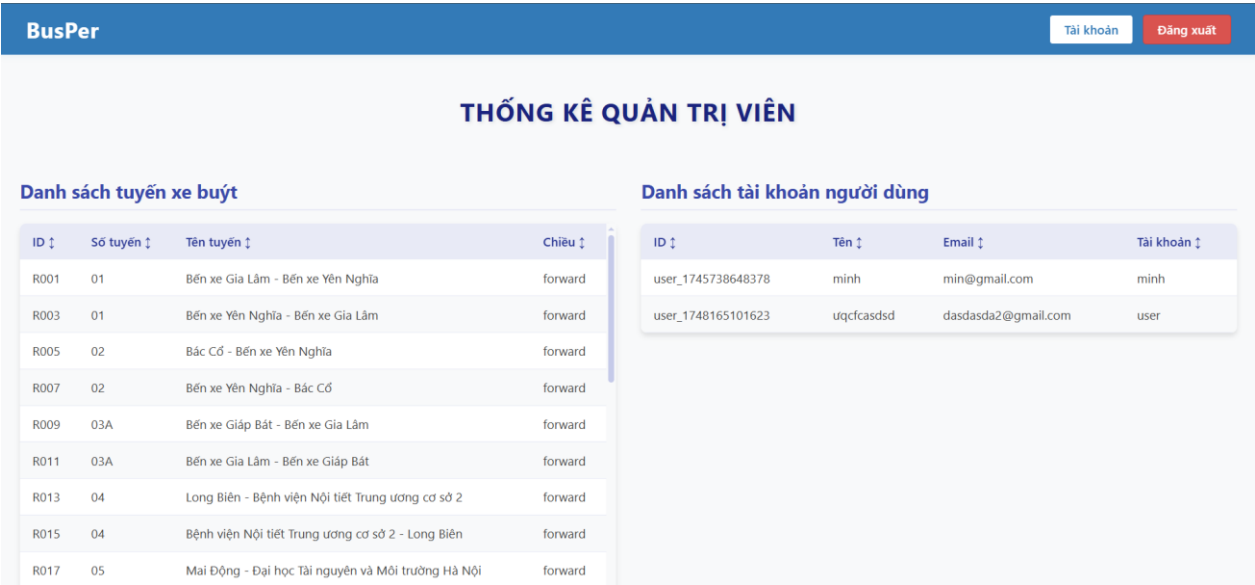 BusPer
Tài khoản
Đăng xuất
THỐNG KÊ QUẢN TRỊ VIÊN
Danh sách tuyến xe buýt
ID ↕ Số tuyến ↕ Tên tuyến ↕ Chiều ↕
R001 01 Bến xe Gia Lâm - Bến xe Yên Nghĩa forward
R003 01 Bến xe Yên Nghĩa - Bến xe Gia Lâm forward
R005 02 Bác Cổ - Bến xe Yên Nghĩa forward
R007 02 Bến xe Yên Nghĩa - Bác Cổ forward
R009 03A Bến xe Giáp Bát - Bến xe Gia Lâm forward
R011 03A Bến xe Gia Lâm - Bến xe Giáp Bát forward
R013 04 Long Biên - Bệnh viện Nội tiết Trung ương cơ sở 2 forward
R015 04 Bệnh viện Nội tiết Trung ương cơ sở 2 - Long Biên forward
R017 05 Mai Động - Đại học Tài nguyên và Môi trường Hà Nội forward
Danh sách tài khoản người dùng
ID ↕ Tên ↕ Email ↕ Tài khoản ↕
user_1745738648378 minh min@gmail.com minh
user_1748165101623 uqcfcasdsd dasdasda2@gmail.com user